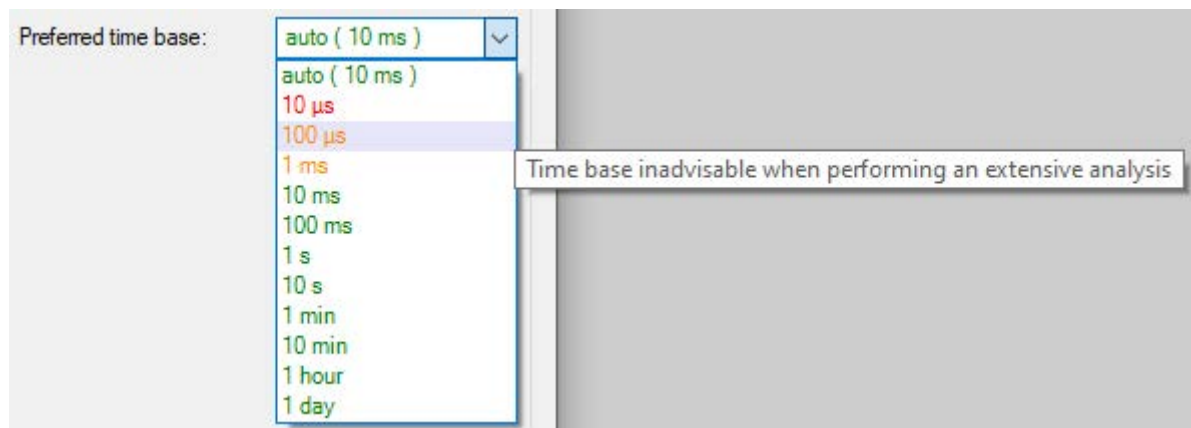 Preferred time base: auto ( 10 ms )
auto ( 10 ms )
10 µs
100 µs
1 ms
Time base inadvisable when performing an extensive analysis
10 ms
100 ms
1 s
10 s
1 min
10 min
1 hour
1 day